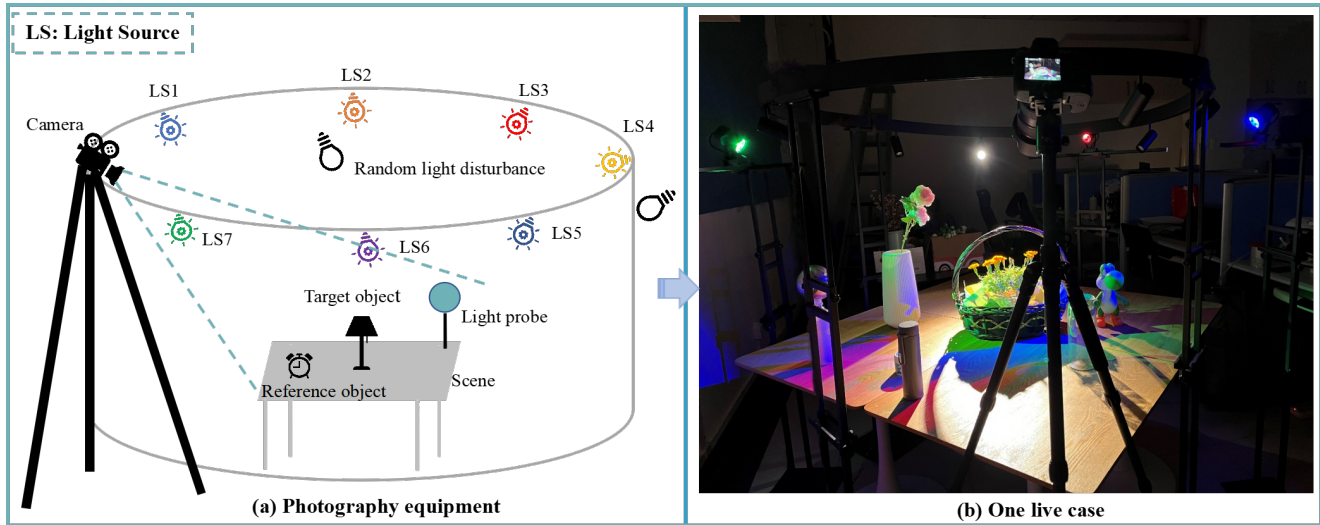 LS: Light Source
LS1
LS2
LS3
LS4
Camera
Random light disturbance
LS7
LS6
LS5
Target object
Light probe
Scene
Reference object
(a) Photography equipment
(b) One live case